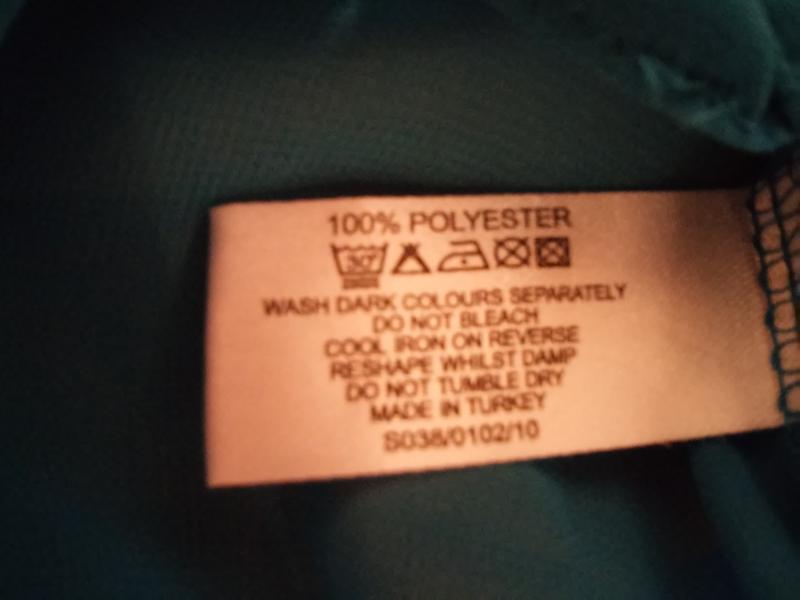 100% POLYESTER
30°
WASH DARK COLOURS SEPARATELY
DO NOT BLEACH
COOL IRON ON REVERSE
RESHAPE WHILST DAMP
DO NOT TUMBLE DRY
MADE IN TURKEY
S038/0102/10